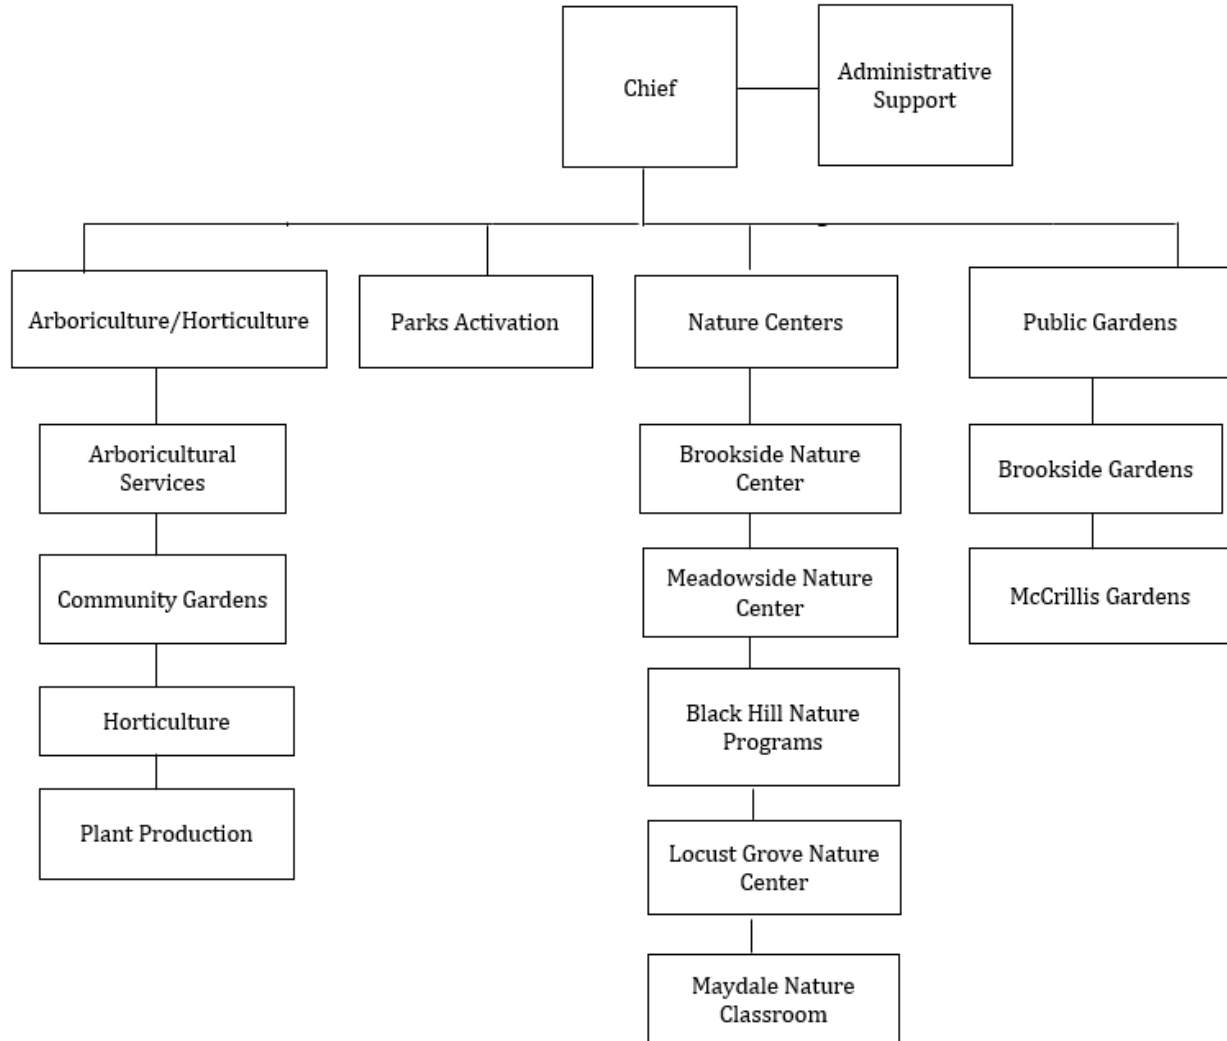 Chief
Administrative
Support
Arboriculture/Horticulture
Parks Activation
Nature Centers
Public Gardens
Arboricultural
Services
Brookside Nature
Center
Brookside Gardens
Community Gardens
Meadowside Nature
Center
McCrillis Gardens
Horticulture
Black Hill Nature
Programs
Plant Production
Locust Grove Nature
Center
Maydale Nature
Classroom